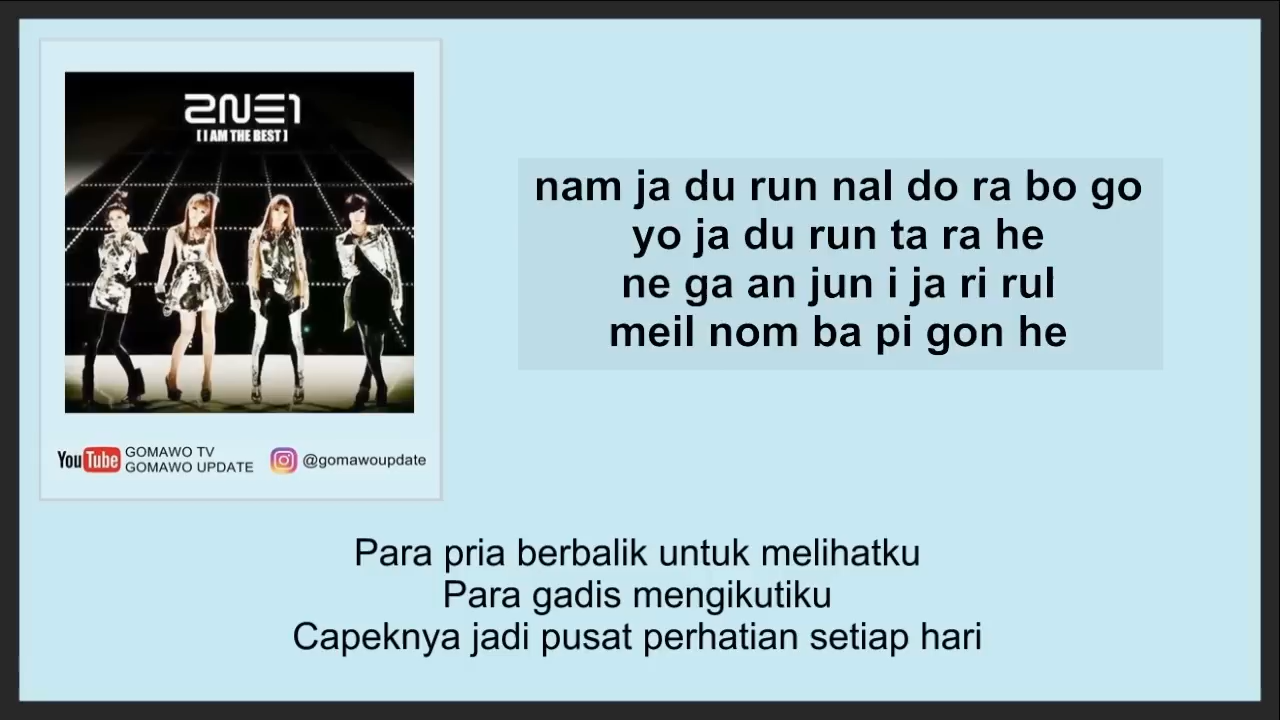 2NE1
[ I AM THE BEST ]
nam ja du run nal do ra bo go
yo ja du run ta ra he
ne ga an jun i ja ri rul
meil nom ba pi gon he
YouTube
GOMAWO TV
GOMAWO UPDATE
@gomawoupdate
Para pria berbalik untuk melihatku
Para gadis mengikutiku
Capeknya jadi pusat perhatian setiap hari